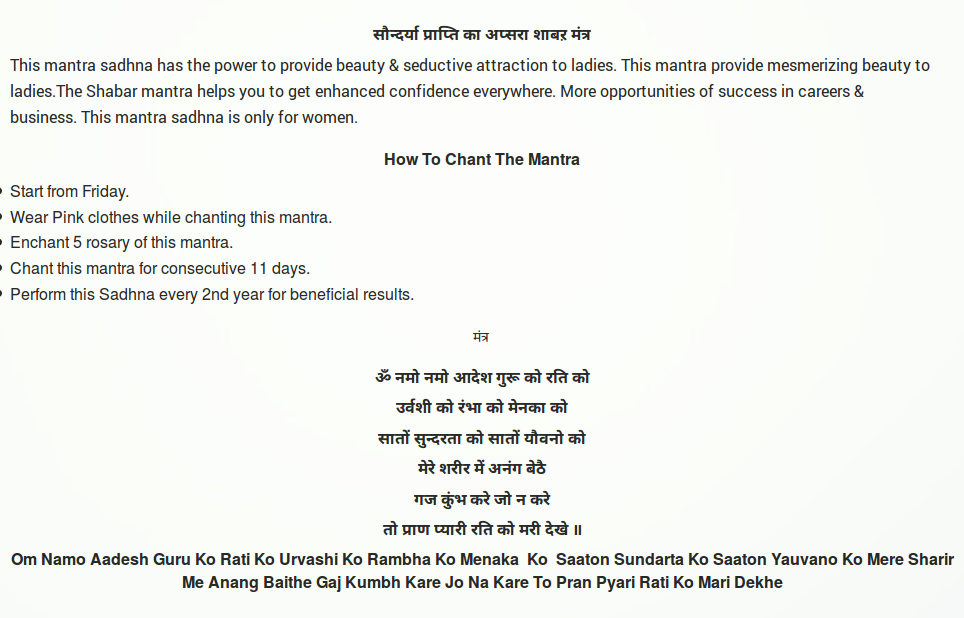 सौन्दर्या प्राप्ति का अप्सरा शाबऱ मंत्र
This mantra sadhna has the power to provide beauty & seductive attraction to ladies. This mantra provide mesmerizing beauty to
ladies.The Shabar mantra helps you to get enhanced confidence everywhere. More opportunities of success in careers &
business. This mantra sadhna is only for women.
How To Chant The Mantra
Start from Friday.
Wear Pink clothes while chanting this mantra.
Enchant 5 rosary of this mantra.
Chant this mantra for consecutive 11 days.
Perform this Sadhna every 2nd year for beneficial results.
मंत्र
ॐ नमो नमो आदेश गुरू को रति को
उर्वशी को रंभा को मेनका को
सातों सुन्दरता को सातों यौवनो को
मेरे शरीर में अनंग बेठै
गज कुंभ करे जो न करे
तो प्राण प्यारी रति को मरी देखे ॥
Om Namo Aadesh Guru Ko Rati Ko Urvashi Ko Rambha Ko Menaka  Ko  Saaton Sundarta Ko Saaton Yauvano Ko Mere Sharir
Me Anang Baithe Gaj Kumbh Kare Jo Na Kare To Pran Pyari Rati Ko Mari Dekhe